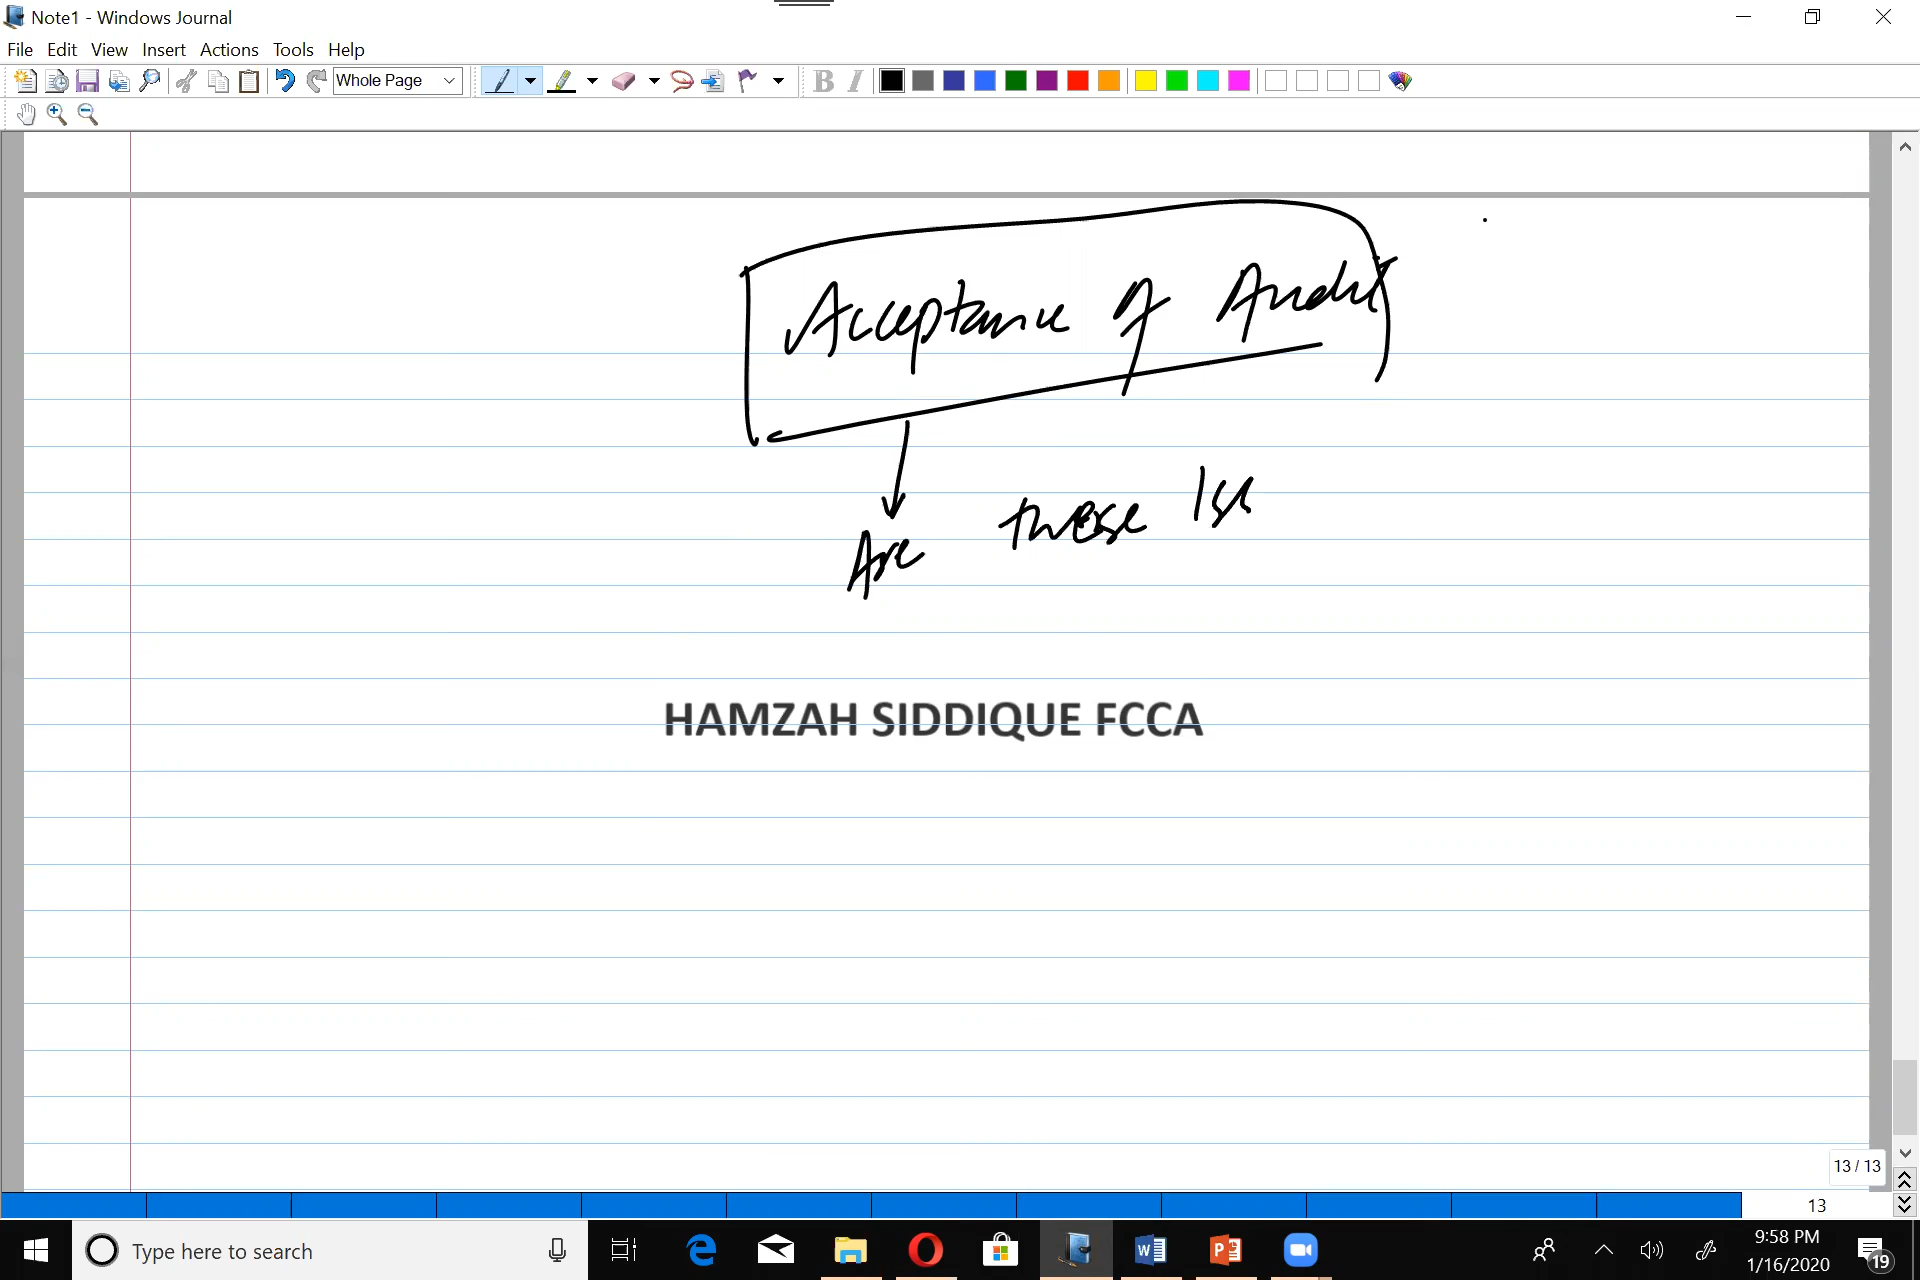 Note1 - Windows Journal
File Edit View Insert Actions Tools Help
Whole Page
B I
Acceptance of Audit
Are these Iss
HAMZAH SIDDIQUE FCCA
13 / 13
13
Type here to search
9:58 PM
1/16/2020
19